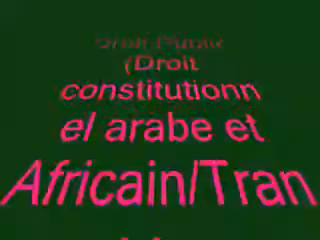 Droit Public
(Droit
constitutionn
el arabe et
Africain/Tran